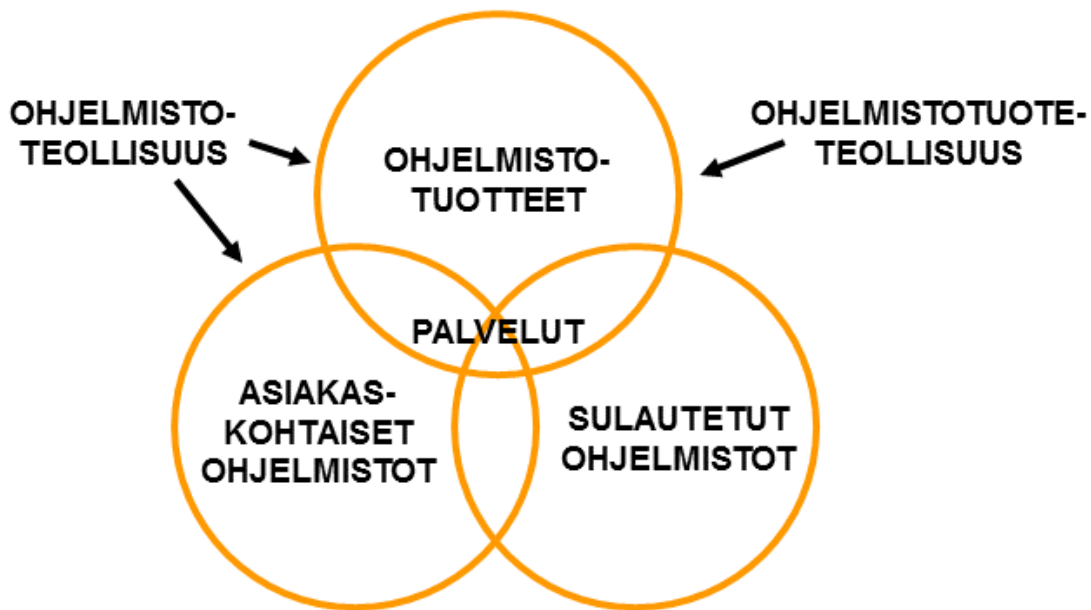 OHJELMISTO-
TEOLLISUUS
OHJELMISTOTUOTE-
TEOLLISUUS
OHJELMISTO-
TUOTTEET
PALVELUT
ASIAKAS-
KOHTAISET
OHJELMISTOT
SULAUTETUT
OHJELMISTOT